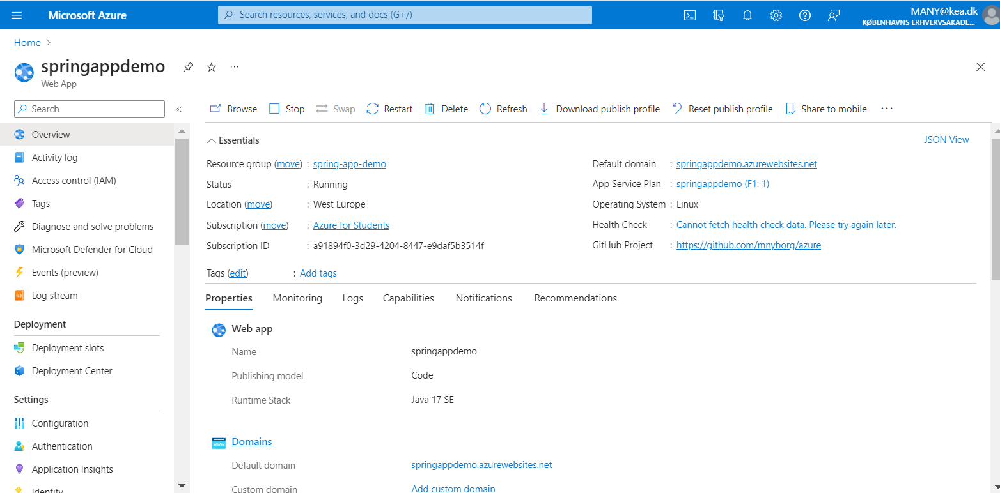 Microsoft Azure
Search resources, services, and docs (G+/)
MANY@kea.dk
KØBENHAVNS ERHVERVSAKADE...
Home
springappdemo
...
Web App
Search
«
Browse
Stop
Swap
Restart
Delete
Refresh
Download publish profile
Reset publish profile
Share to mobile
...
Overview
Activity log
Access control (IAM)
Tags
Diagnose and solve problems
Microsoft Defender for Cloud
Events (preview)
Log stream
Deployment
Deployment slots
Deployment Center
Settings
Configuration
Authentication
Application Insights
Identity
Essentials
JSON View
Resource group (move) : spring-app-demo
Status : Running
Location (move) : West Europe
Subscription (move) : Azure for Students
Subscription ID : a91894f0-3d29-4204-8447-e9daf5b3514f
Default domain : springappdemo.azurewebsites.net
App Service Plan : springappdemo (F1: 1)
Operating System : Linux
Health Check : Cannot fetch health check data. Please try again later.
GitHub Project : https://github.com/mnyborg/azure
Tags (edit) : Add tags
Properties
Monitoring
Logs
Capabilities
Notifications
Recommendations
Web app
Name springappdemo
Publishing model Code
Runtime Stack Java 17 SE
www
Domains
Default domain springappdemo.azurewebsites.net
Custom domain Add custom domain